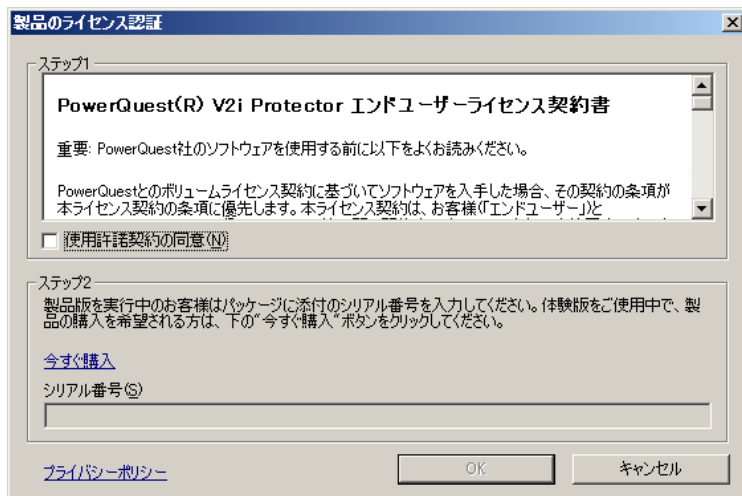 製品のライセンス認証
ステップ1
PowerQuest(R) V2i Protector エンドユーザーライセンス契約書
重要: PowerQuest社のソフトウェアを使用する前に以下をよくお読みください。
PowerQuestとのボリュームライセンス契約に基づいてソフトウェアを入手した場合、その契約の条項が
本ライセンス契約の条項に優先します。本ライセンス契約は、お客様(「エンドユーザー」)と
使用許諾契約の同意(N)
ステップ2
製品版を実行中のお客様はパッケージに添付のシリアル番号を入力してください。体験版をご使用中で、製
品の購入を希望される方は、下の"今すぐ購入"ボタンをクリックしてください。
今すぐ購入
シリアル番号(S)
プライバシーポリシー
OK
キャンセル